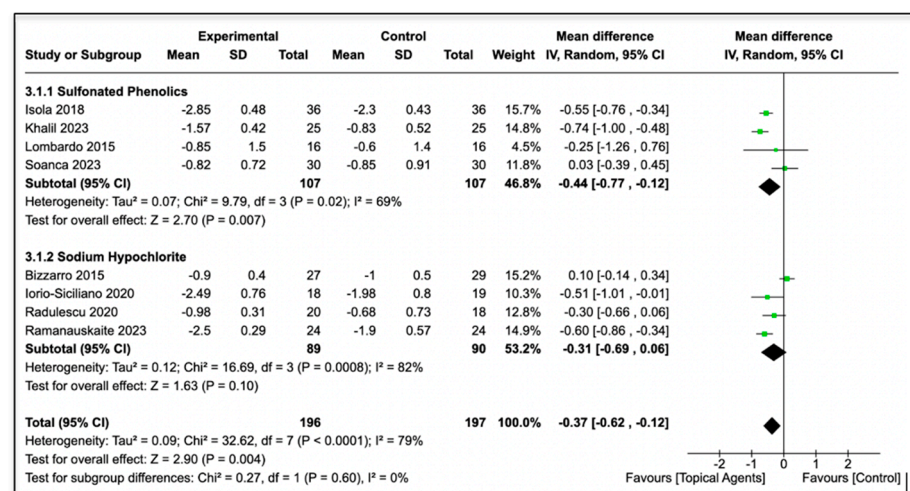 Experimental Control Mean difference Mean difference
Study or Subgroup Mean SD Total Mean SD Total Weight IV, Random, 95% CI IV, Random, 95% CI
3.1.1 Sulfonated Phenolics
Isola 2018 -2.85 0.48 36 -2.3 0.43 36 15.7% -0.55 [-0.76 , -0.34]
Khalil 2023 -1.57 0.42 25 -0.83 0.52 25 14.8% -0.74 [-1.00 , -0.48]
Lombardo 2015 -0.85 1.5 16 -0.6 1.4 16 4.5% -0.25 [-1.26 , 0.76]
Soanca 2023 -0.82 0.72 30 -0.85 0.91 30 11.8% 0.03 [-0.39 , 0.45]
Subtotal (95% CI) 107 107 46.8% -0.44 [-0.77 , -0.12]
Heterogeneity: Tau² = 0.07; Chi² = 9.79, df = 3 (P = 0.02); I² = 69%
Test for overall effect: Z = 2.70 (P = 0.007)
3.1.2 Sodium Hypochlorite
Bizzarro 2015 -0.9 0.4 27 -1 0.5 29 15.2% 0.10 [-0.14 , 0.34]
Iorio-Siciliano 2020 -2.49 0.76 18 -1.98 0.8 19 10.3% -0.51 [-1.01 , -0.01]
Radulescu 2020 -0.98 0.31 20 -0.68 0.73 18 12.8% -0.30 [-0.66 , 0.06]
Ramanauskaite 2023 -2.5 0.29 24 -1.9 0.57 24 14.9% -0.60 [-0.86 , -0.34]
Subtotal (95% CI) 89 90 53.2% -0.31 [-0.69 , 0.06]
Heterogeneity: Tau² = 0.12; Chi² = 16.69, df = 3 (P = 0.0008); I² = 82%
Test for overall effect: Z = 1.63 (P = 0.10)
Total (95% CI) 196 197 100.0% -0.37 [-0.62 , -0.12]
Heterogeneity: Tau² = 0.09; Chi² = 32.62, df = 7 (P < 0.0001); I² = 79%
Test for overall effect: Z = 2.90 (P = 0.004)
-2 -1 0 1 2
Test for subgroup differences: Chi² = 0.27, df = 1 (P = 0.60), I² = 0%
Favours [Topical Agents] Favours [Control]